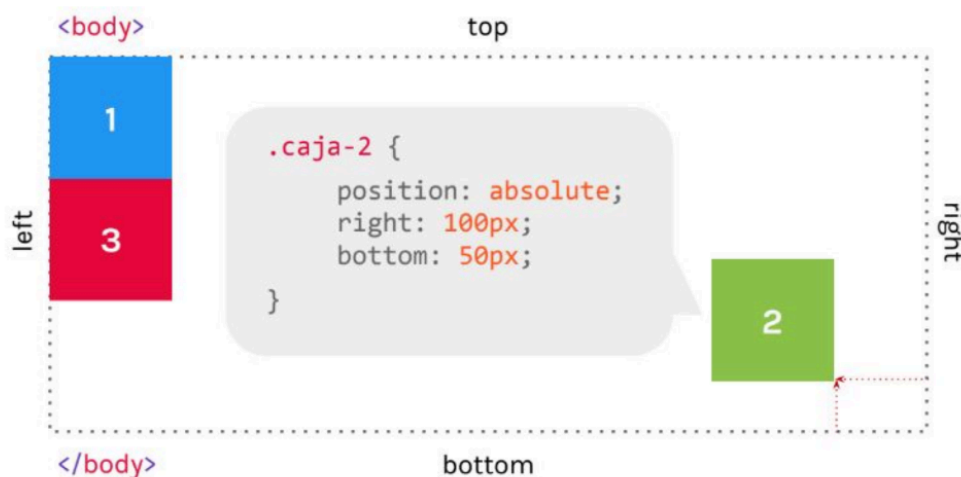 <body>
top
1
.caja-2 {
position: absolute;
right: 100px;
bottom: 50px;
}
left
3
right
2
</body>
bottom